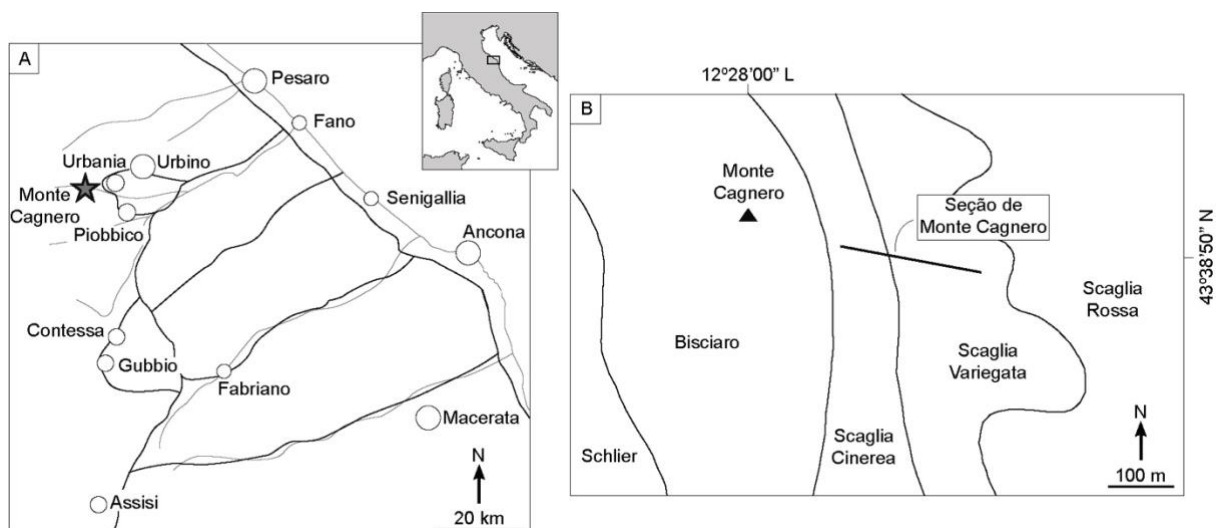 A
Pesaro
Fano
Urbania
Urbino
Monte
Cagnero
Piobbico
Senigallia
Ancona
Contessa
Gubbio
Fabriano
Macerata
Assisi
N
20 km
B
12º28'00" L
Monte
Cagnero
Seção de
Monte Cagnero
43º38'50" N
Scaglia
Rossa
Bisciaro
Scaglia
Variegata
Scaglia
Cinerea
Schlier
N
100 m